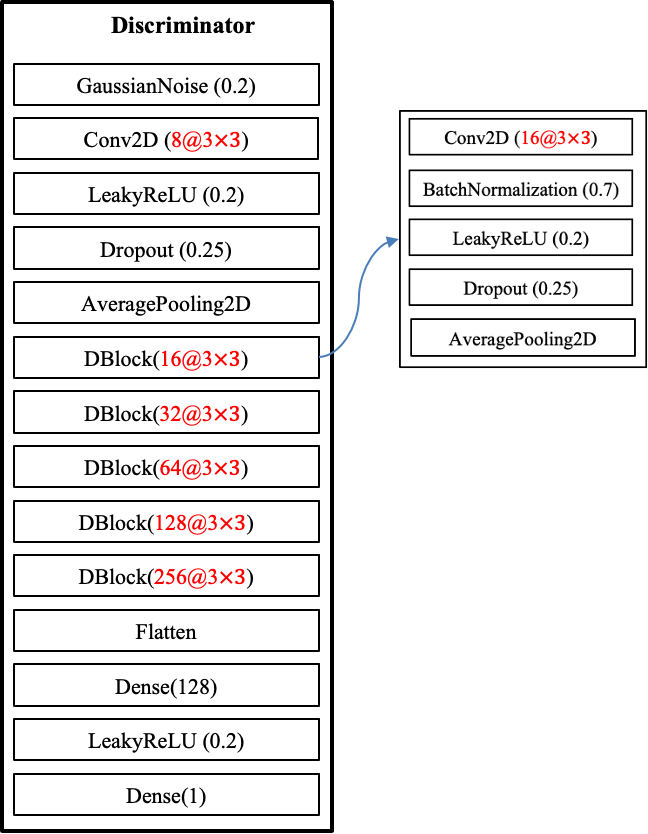 Discriminator
GaussianNoise (0.2)
Conv2D (8@3×3)
LeakyReLU (0.2)
Dropout (0.25)
AveragePooling2D
DBlock(16@3×3)
DBlock(32@3×3)
DBlock(64@3×3)
DBlock(128@3×3)
DBlock(256@3×3)
Flatten
Dense(128)
LeakyReLU (0.2)
Dense(1)
Conv2D (16@3×3)
BatchNormalization (0.7)
LeakyReLU (0.2)
Dropout (0.25)
AveragePooling2D